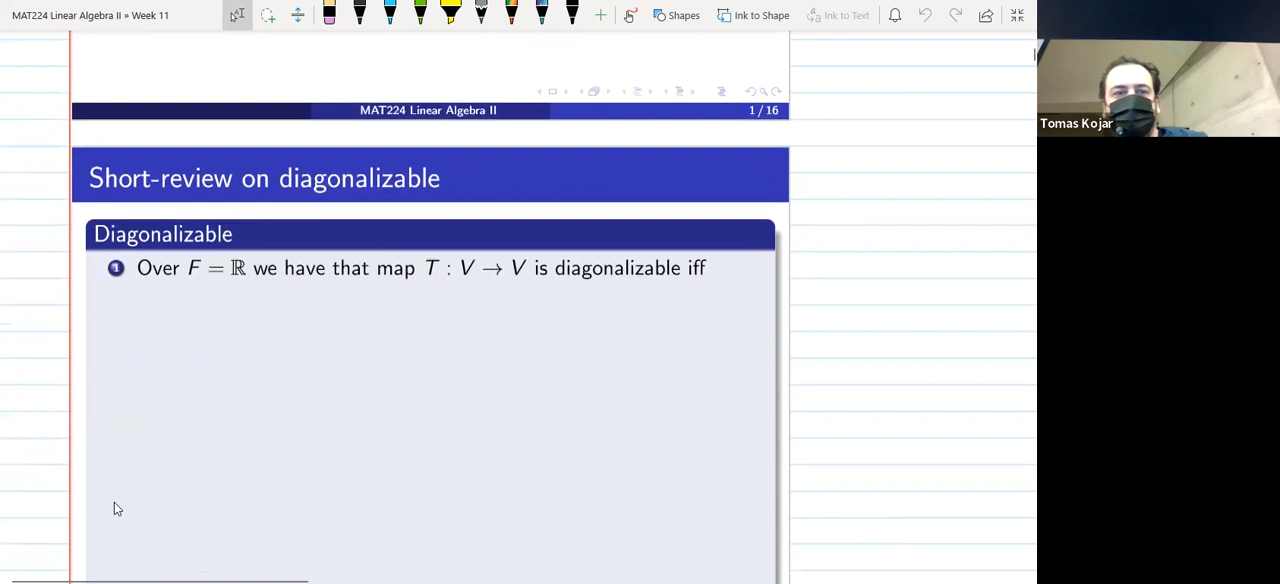 MAT224 Linear Algebra II » Week 11
Shapes
Ink to Shape
Ink to Text
MAT224 Linear Algebra II
1 / 16
Short-review on diagonalizable
Diagonalizable
1 Over F = ℝ we have that map T : V → V is diagonalizable iff
Tomas Kojar